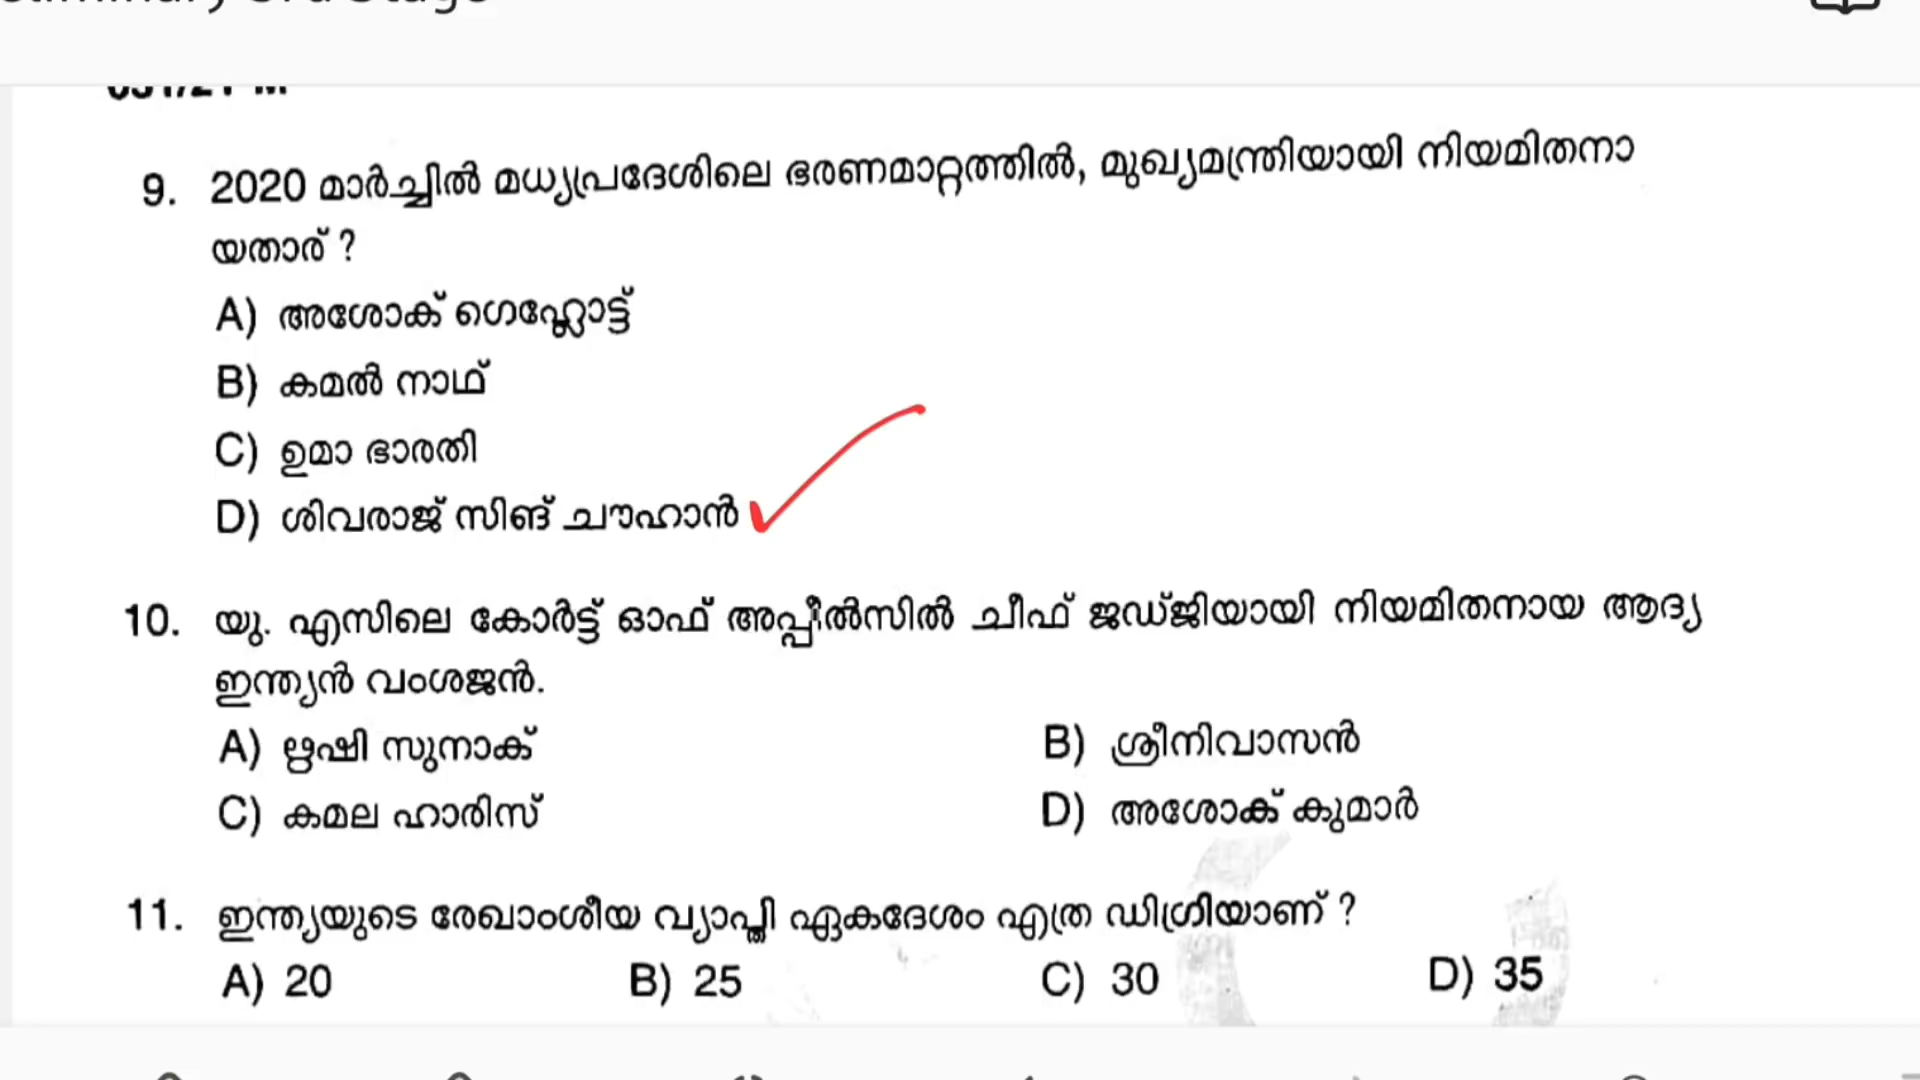 9. 2020 മാർച്ചിൽ മധ്യപ്രദേശിലെ ഭരണമാറ്റത്തിൽ, മുഖ്യമന്ത്രിയായി നിയമിതനാ
യതാര് ?
A) അശോക് ഗെഹ്ലോട്ട്
B) കമൽ നാഥ്
C) ഉമാ ഭാരതി
D) ശിവരാജ് സിങ് ചൗഹാൻ
10. യു. എസിലെ കോർട്ട് ഓഫ് അപ്പീൽസിൽ ചീഫ് ജഡ്ജിയായി നിയമിതനായ ആദ്യ
ഇന്ത്യൻ വംശജൻ.
A) ഋഷി സുനാക് B) ശ്രീനിവാസൻ
C) കമല ഹാരിസ് D) അശോക് കുമാർ
11. ഇന്ത്യയുടെ രേഖാംശീയ വ്യാപ്തി ഏകദേശം എത്ര ഡിഗ്രിയാണ് ?
A) 20 B) 25 C) 30 D) 35